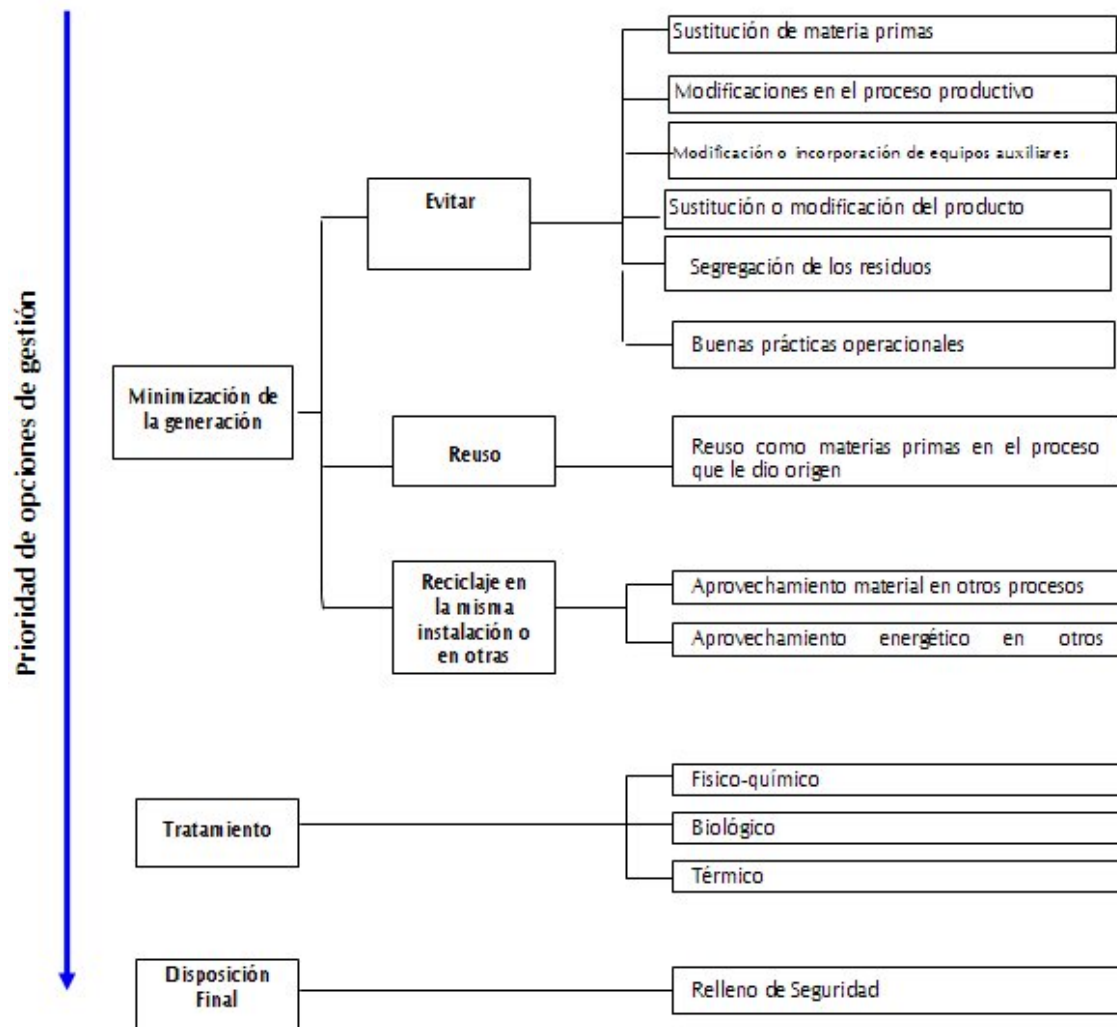 Prioridad de opciones de gestión
Minimización de
la generación
Evitar
Sustitución de materia primas
Modificaciones en el proceso productivo
Modificación o incorporación de equipos auxiliares
Sustitución o modificación del producto
Segregación de los residuos
Buenas prácticas operacionales
Reuso
Reuso como materias primas en el proceso
que le dio origen
Reciclaje en
la misma
instalación o
en otras
Aprovechamiento material en otros procesos
Aprovechamiento energético en otros
Tratamiento
Fisico-químico
Biológico
Térmico
Disposición
Final
Relleno de Seguridad